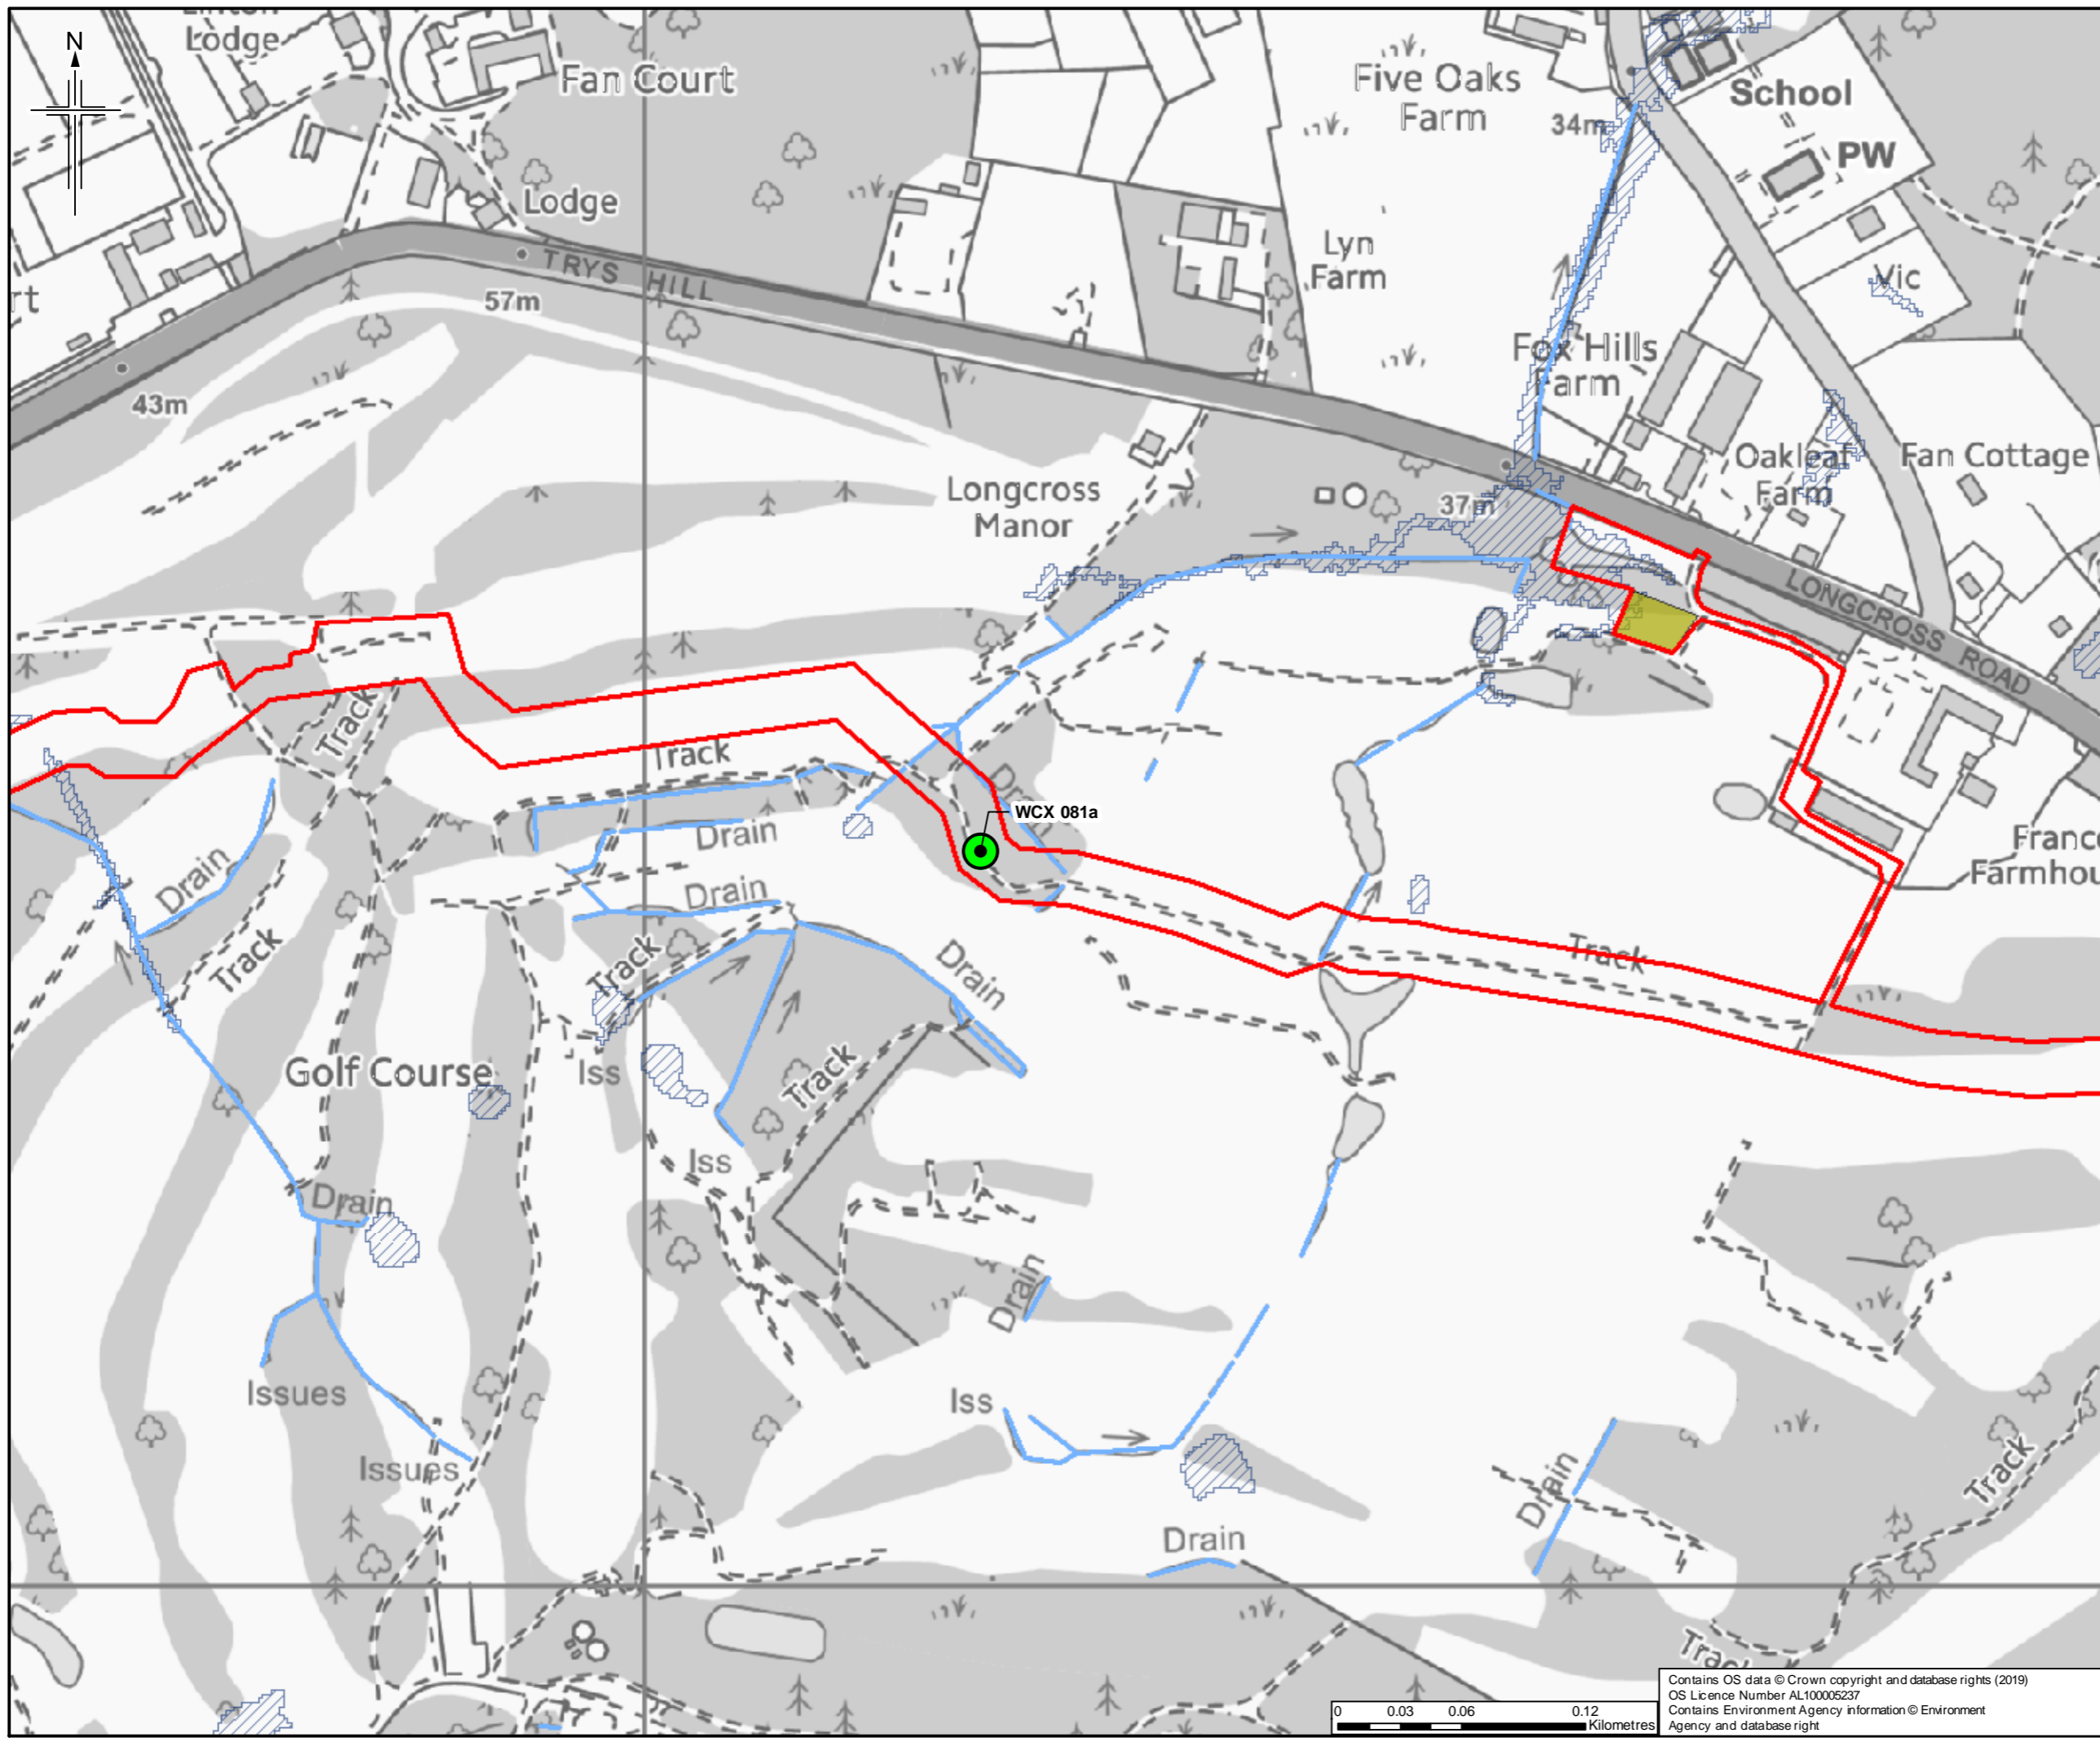 N
Lodge
Fan Court
Five Oaks
Farm
34m
School
PW
Lodge
Lyn
Farm
Vic
TRYS HILL
57m
43m
Fox Hills
Farm
Oakleaf
Farm
Fan Cottage
Longcross
Manor
37m
LONGCROSS ROAD
Track
Track
Drain
WCX 081a
Drain
Drain
Drain
Track
Track
Drain
Track
Golf Course
Iss
Track
Iss
Drain
Drain
Issues
Iss
Issues
Drain
Drain
Track
0 0.03 0.06 0.12
Kilometres
Contains OS data © Crown copyright and database rights (2019)
OS Licence Number AL100005237
Contains Environment Agency information © Environment
Agency and database right